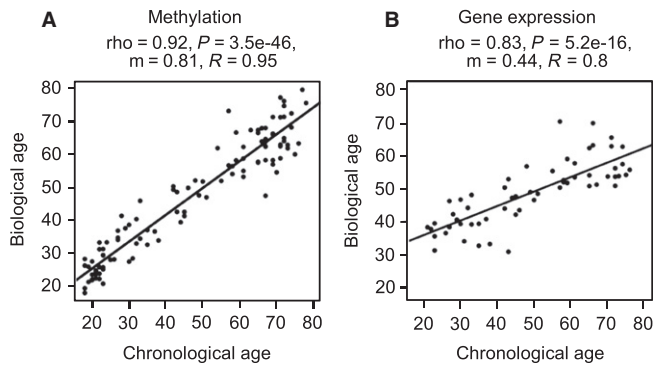 A Methylation
rho = 0.92, P = 3.5e-46,
m = 0.81, R = 0.95
80
70
60
50
40
30
20
Biological age
20 30 40 50 60 70 80
Chronological age
B Gene expression
rho = 0.83, P = 5.2e-16,
m = 0.44, R = 0.8
80
70
60
50
40
30
20
Biological age
20 30 40 50 60 70 80
Chronological age